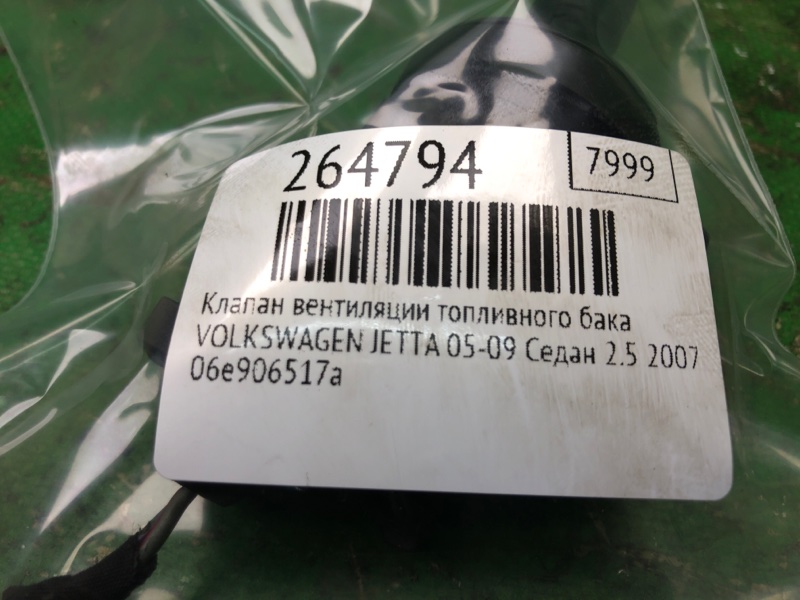 264794
7999
Клапан вентиляции топливного бака
VOLKSWAGEN JETTA 05-09 Седан 2.5 2007
06e906517a